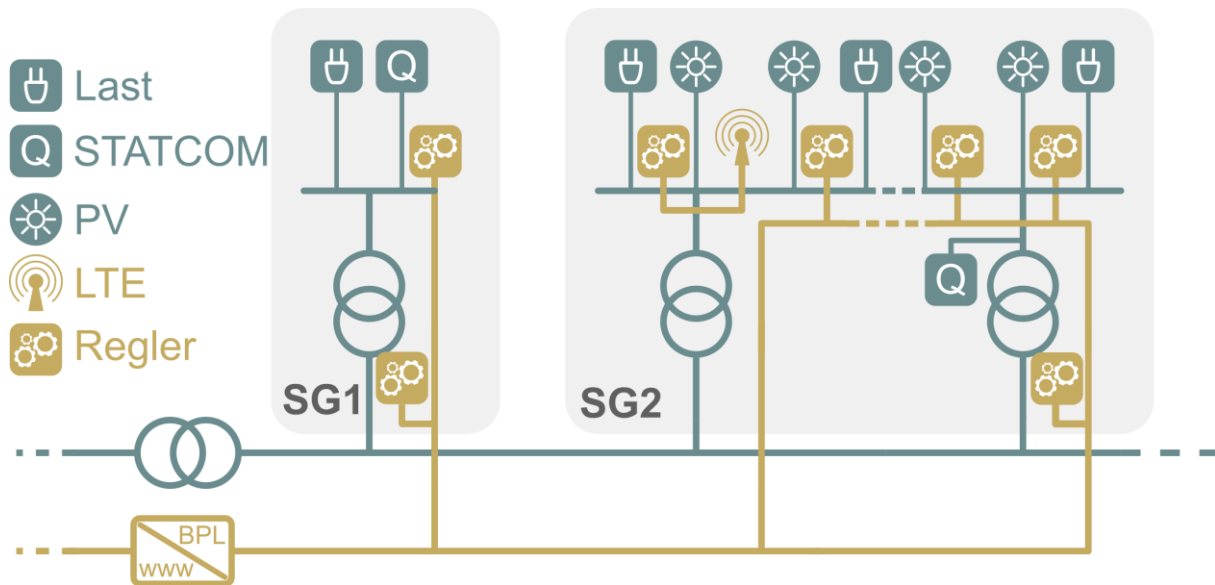 Last
STATCOM
PV
LTE
Regler
Q
Q
Q
SG1
SG2
BPL
www